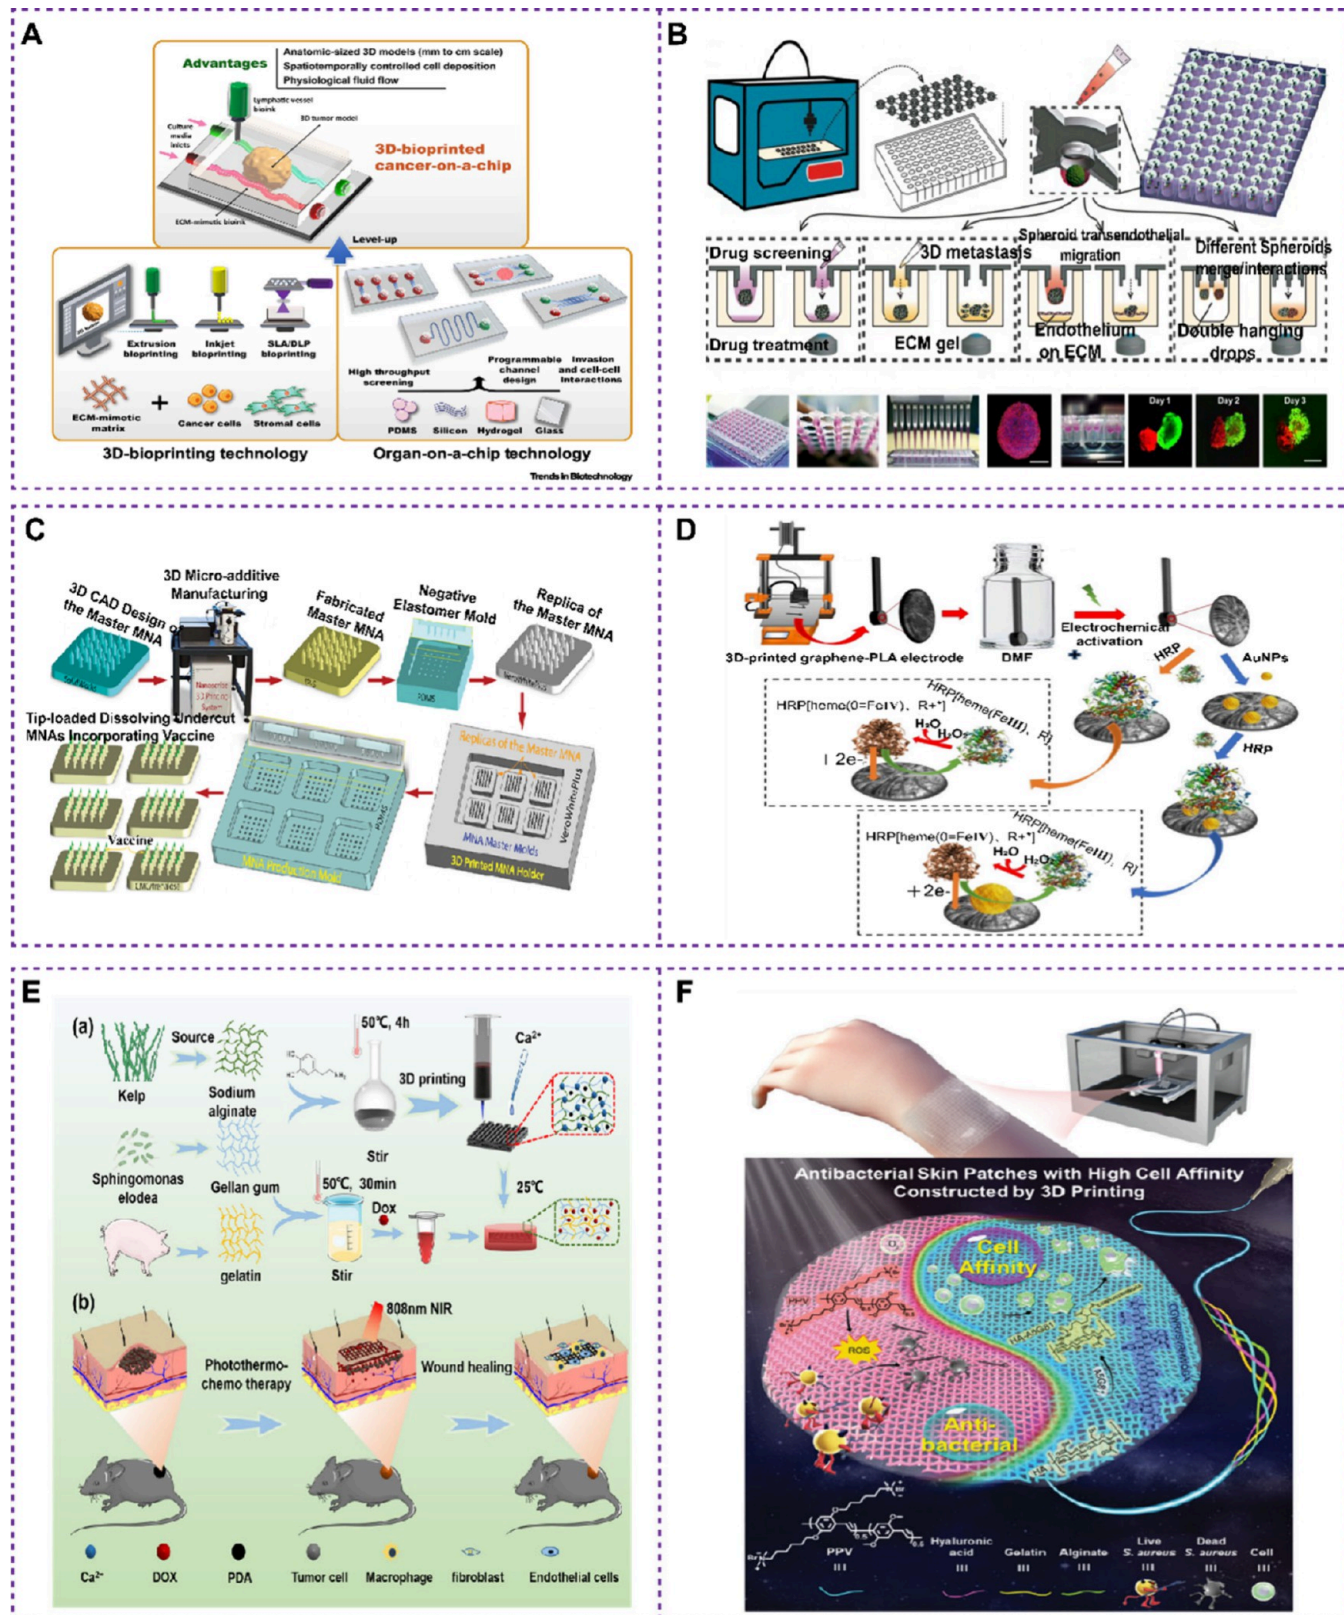 A
Advantages
Anatomic-sized 3D models (mm to cm scale)
Spatiotemporally controlled cell deposition
Physiological fluid flow
Lymphatic vessel
bioink
3D tumor model
Culture
media
inlets
3D-bioprinted
cancer-on-a-chip
ECM-mimetic bioink
Level-up
Extrusion
bioprinting
Inkjet
bioprinting
SLA/DLP
bioprinting
High throughput
screening
Programmable
channel
design
Invasion
and cell-cell
interactions
ECM-mimotic
matrix
+
Cancer cells
Stromal cells
PDMS
Silicon
Hydrogel
Glass
3D-bioprinting technology
Organ-on-a-chip technology
Trends in Biotechnology
B
Drug screening
3D metastasis
Spheroid transendothelial
migration
Different Spheroids
merge/interactions
Drug treatment
ECM gel
Endothelium
on ECM
Double hanging
drops
Day 1
Day 2
Day 3
C
3D CAD Design of
the Master MNA
3D Micro-additive
Manufacturing
Fabricated
Master MNA
Negative
Elastomer Mold
Replica of
the Master MNA
PDMS
Tip-loaded Dissolving Undercut
MNAs Incorporating Vaccine
Vaccine
MNA Production Mold
Replicas of the Master MNA
VeroWhitePlus
MNA Master Molds
3D Printed MNA Holder
D
3D-printed graphene-PLA electrode
DMF
Electrochemical
activation
+
HRP
AuNPs
HRP
HRP[heme(0=FeIV)、R+*]
HRP[heme(FeIII)、R]
H₂O
H₂O₂
2e-
HRP[heme(0=FeIV)、R+*]
HRP[heme(FeIII)、R]
H₂O
H₂O₂
+2e-
E
(a)
Kelp
Source
Sodium
alginate
50℃, 4h
Stir
3D printing
Ca²⁺
Sphingomonas
elodea
Gellan gum
50℃, 30min
Dox
25℃
gelatin
Stir
(b)
808nm NIR
Photothermo-
chemo therapy
Wound healing
Ca²⁺
DOX
PDA
Tumor cell
Macrophage
fibroblast
Endothelial cells
F
Antibacterial Skin Patches with High Cell Affinity
Constructed by 3D Printing
Cell
Affinity
PPV
ROS
Anti-
bacterial
HA
PPV
Hyaluronic
acid
Gelatin
Alginate
Live
S. aureus
Dead
S. aureus
Cell